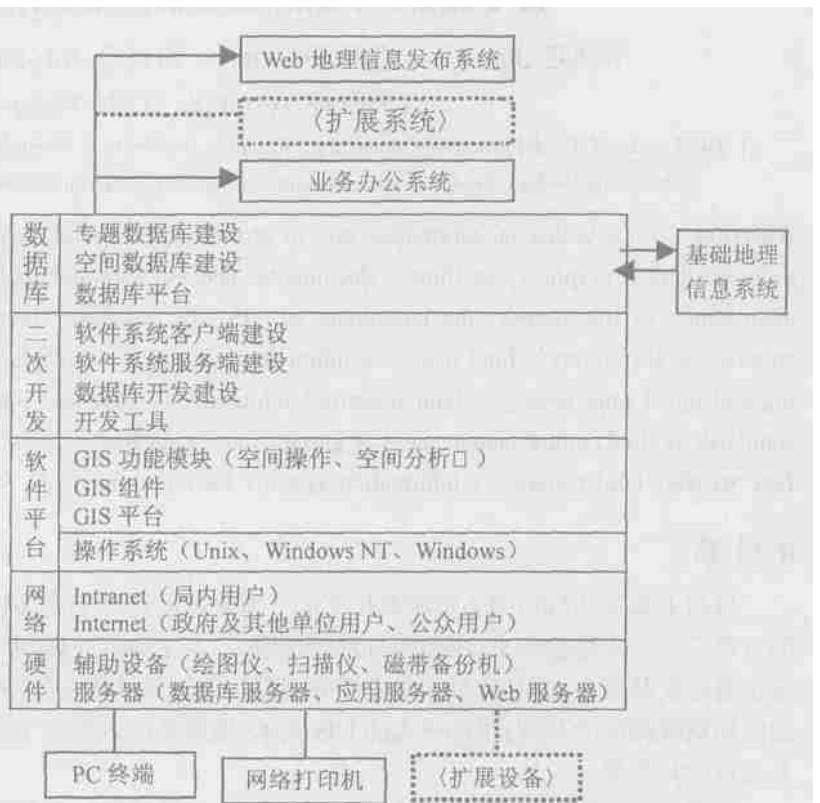 Web 地理信息发布系统
（扩展系统）
业务办公系统
数据库
专题数据库建设
空间数据库建设
数据库平台
基础地理
信息系统
二次开发
软件系统客户端建设
软件系统服务端建设
数据库开发建设
开发工具
软件平台
GIS 功能模块（空间操作、空间分析□）
GIS 组件
GIS 平台
操作系统（Unix、Windows NT、Windows）
网络
Intranet（局内用户）
Internet（政府及其他单位用户、公众用户）
硬件
辅助设备（绘图仪、扫描仪、磁带备份机）
服务器（数据库服务器、应用服务器、Web 服务器）
PC 终端
网络打印机
（扩展设备）